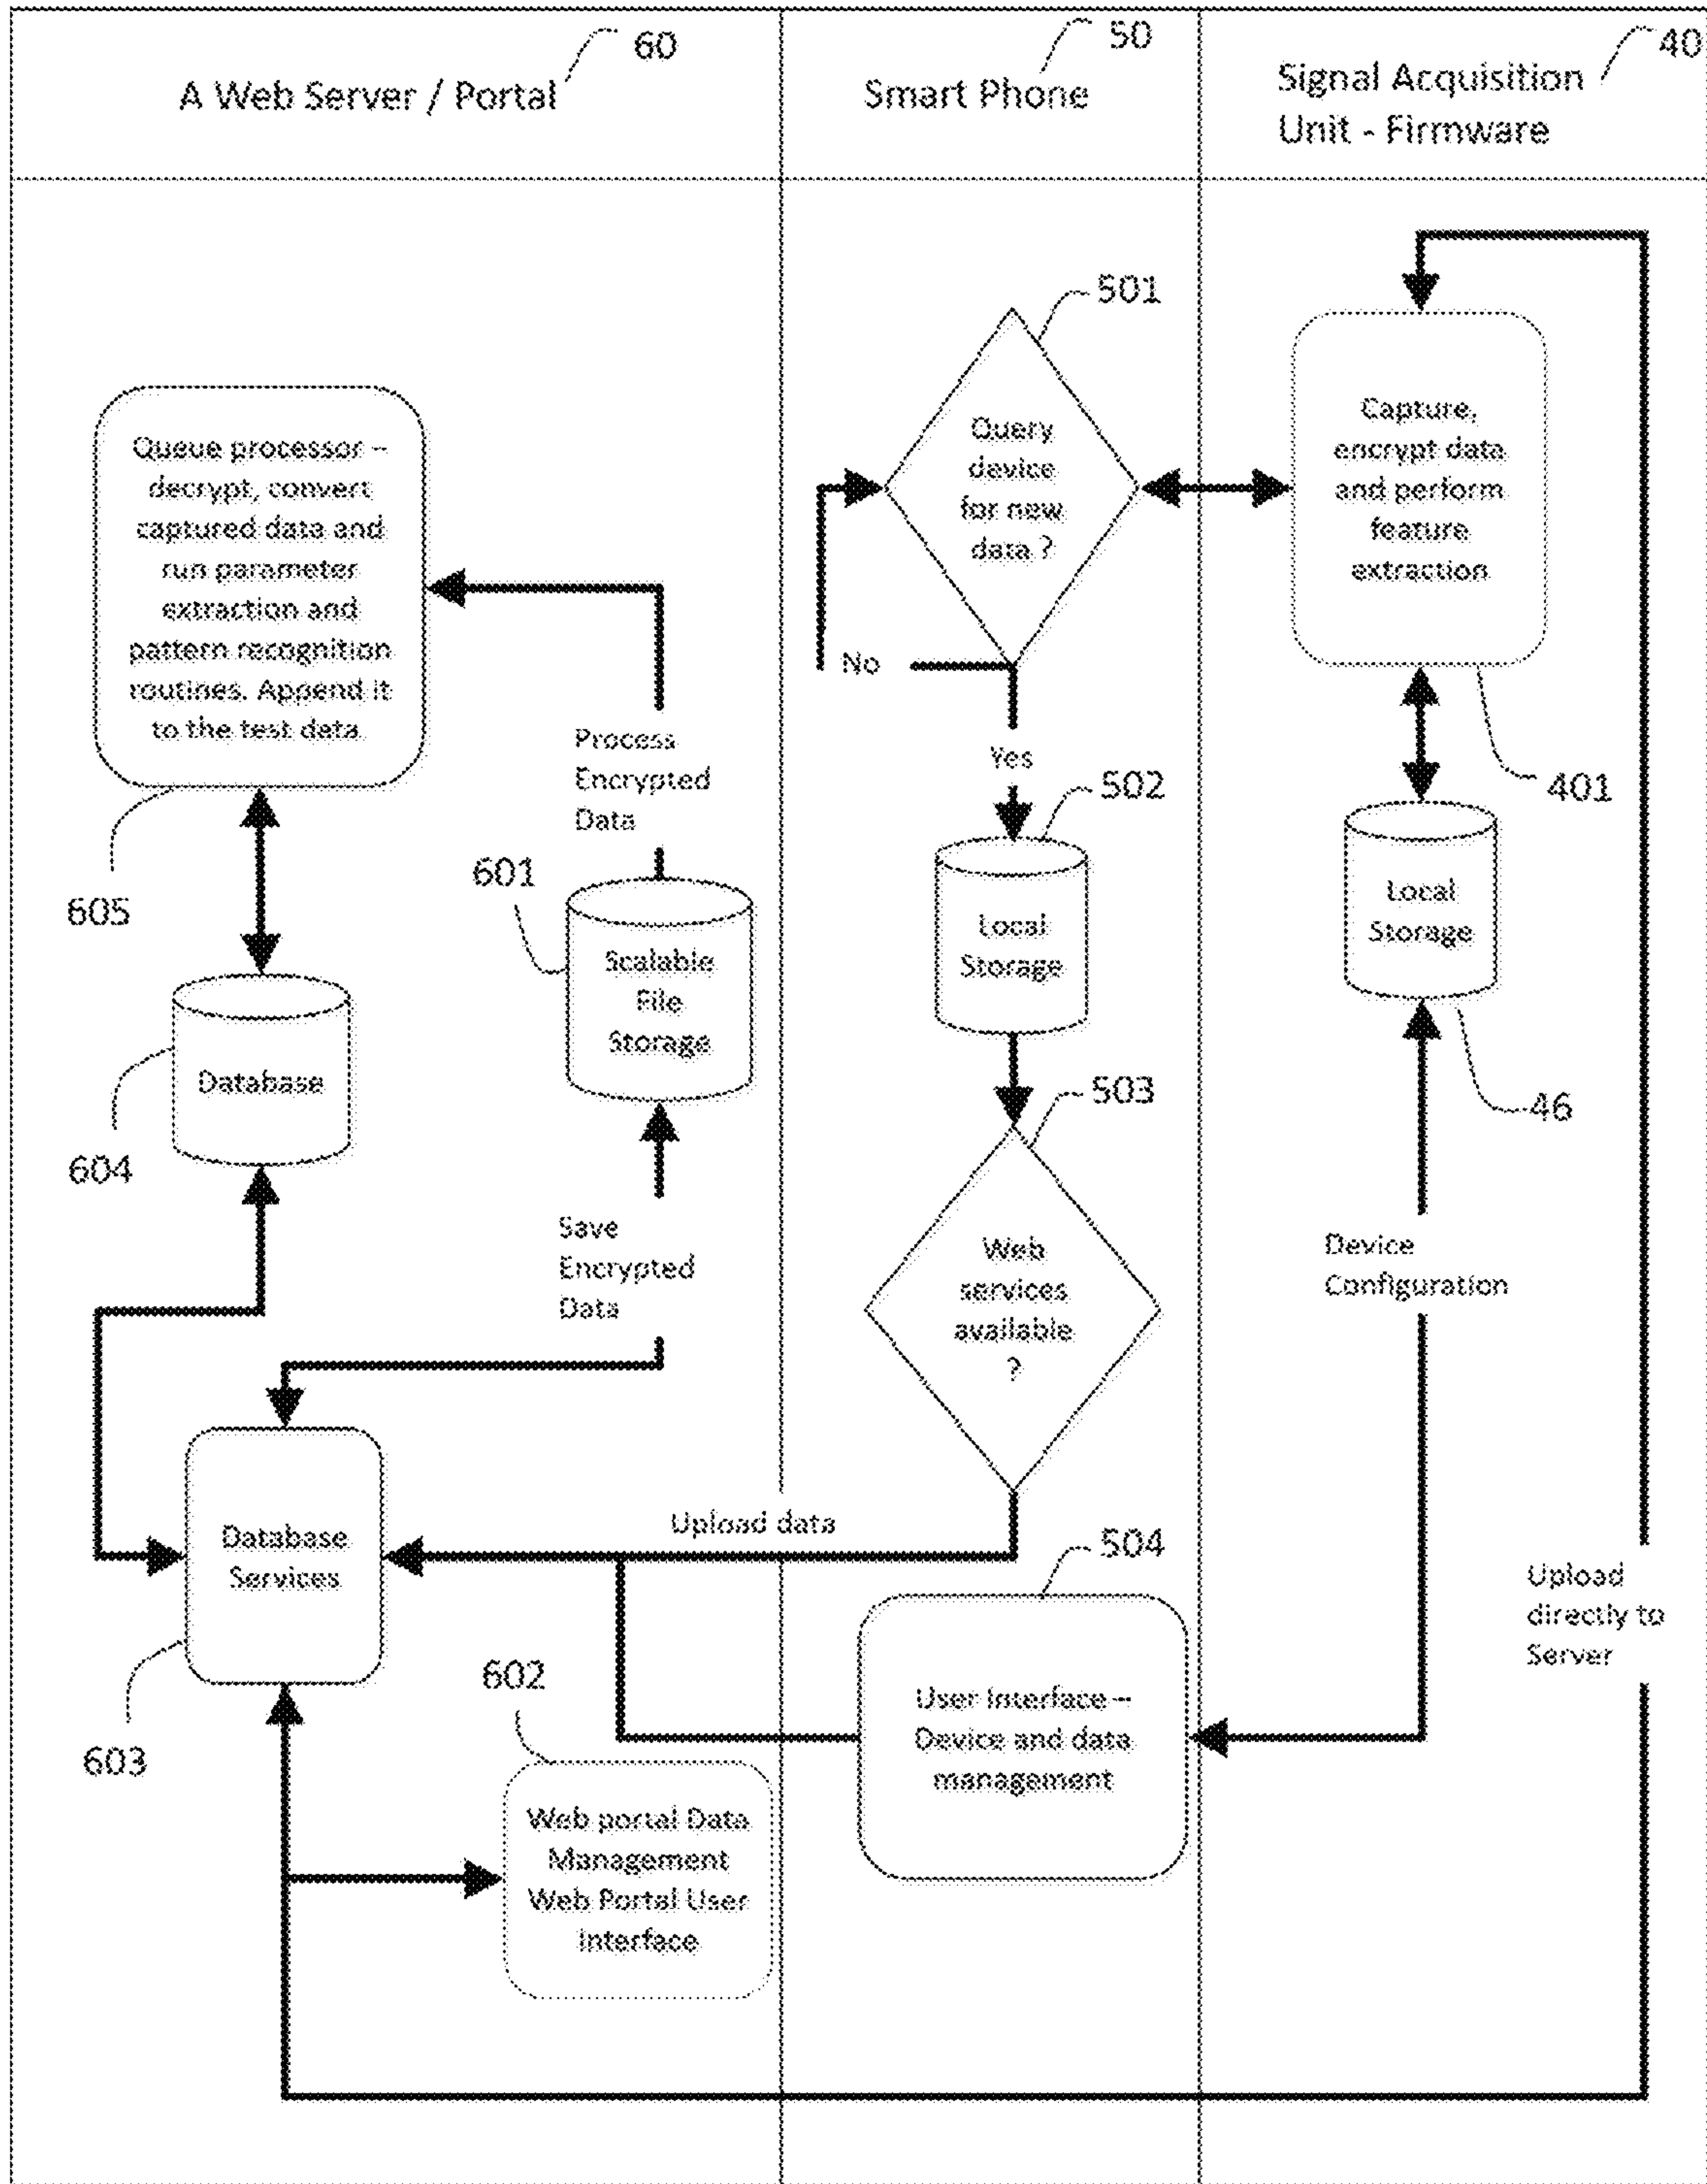 60
A Web Server / Portal
50
Smart Phone
40
Signal Acquisition
Unit - Firmware
501
Query
device
for new
data ?
No
Yes
Capture,
encrypt data
and perform
feature
extraction
401
Queue processor –
decrypt, convert
captured data and
run parameter
extraction and
pattern recognition
routines. Append it
to the test data
605
Process
Encrypted
Data
601
Scalable
File
Storage
502
Local
Storage
Local
Storage
46
Database
604
503
Web
services
available
?
Save
Encrypted
Data
Device
Configuration
Database
Services
603
Upload data
504
User Interface –
Device and data
management
Upload
directly to
Server
602
Web portal Data
Management
Web Portal User
interface